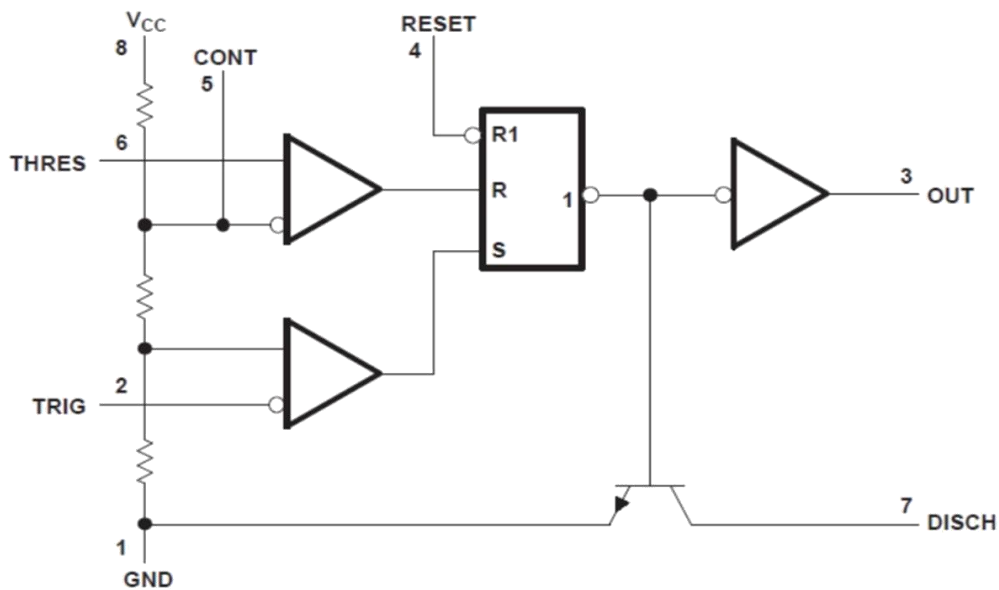 VCC
8
CONT
5
RESET
4
6
THRES
R1
R
1
S
3
OUT
2
TRIG
7
DISCH
1
GND